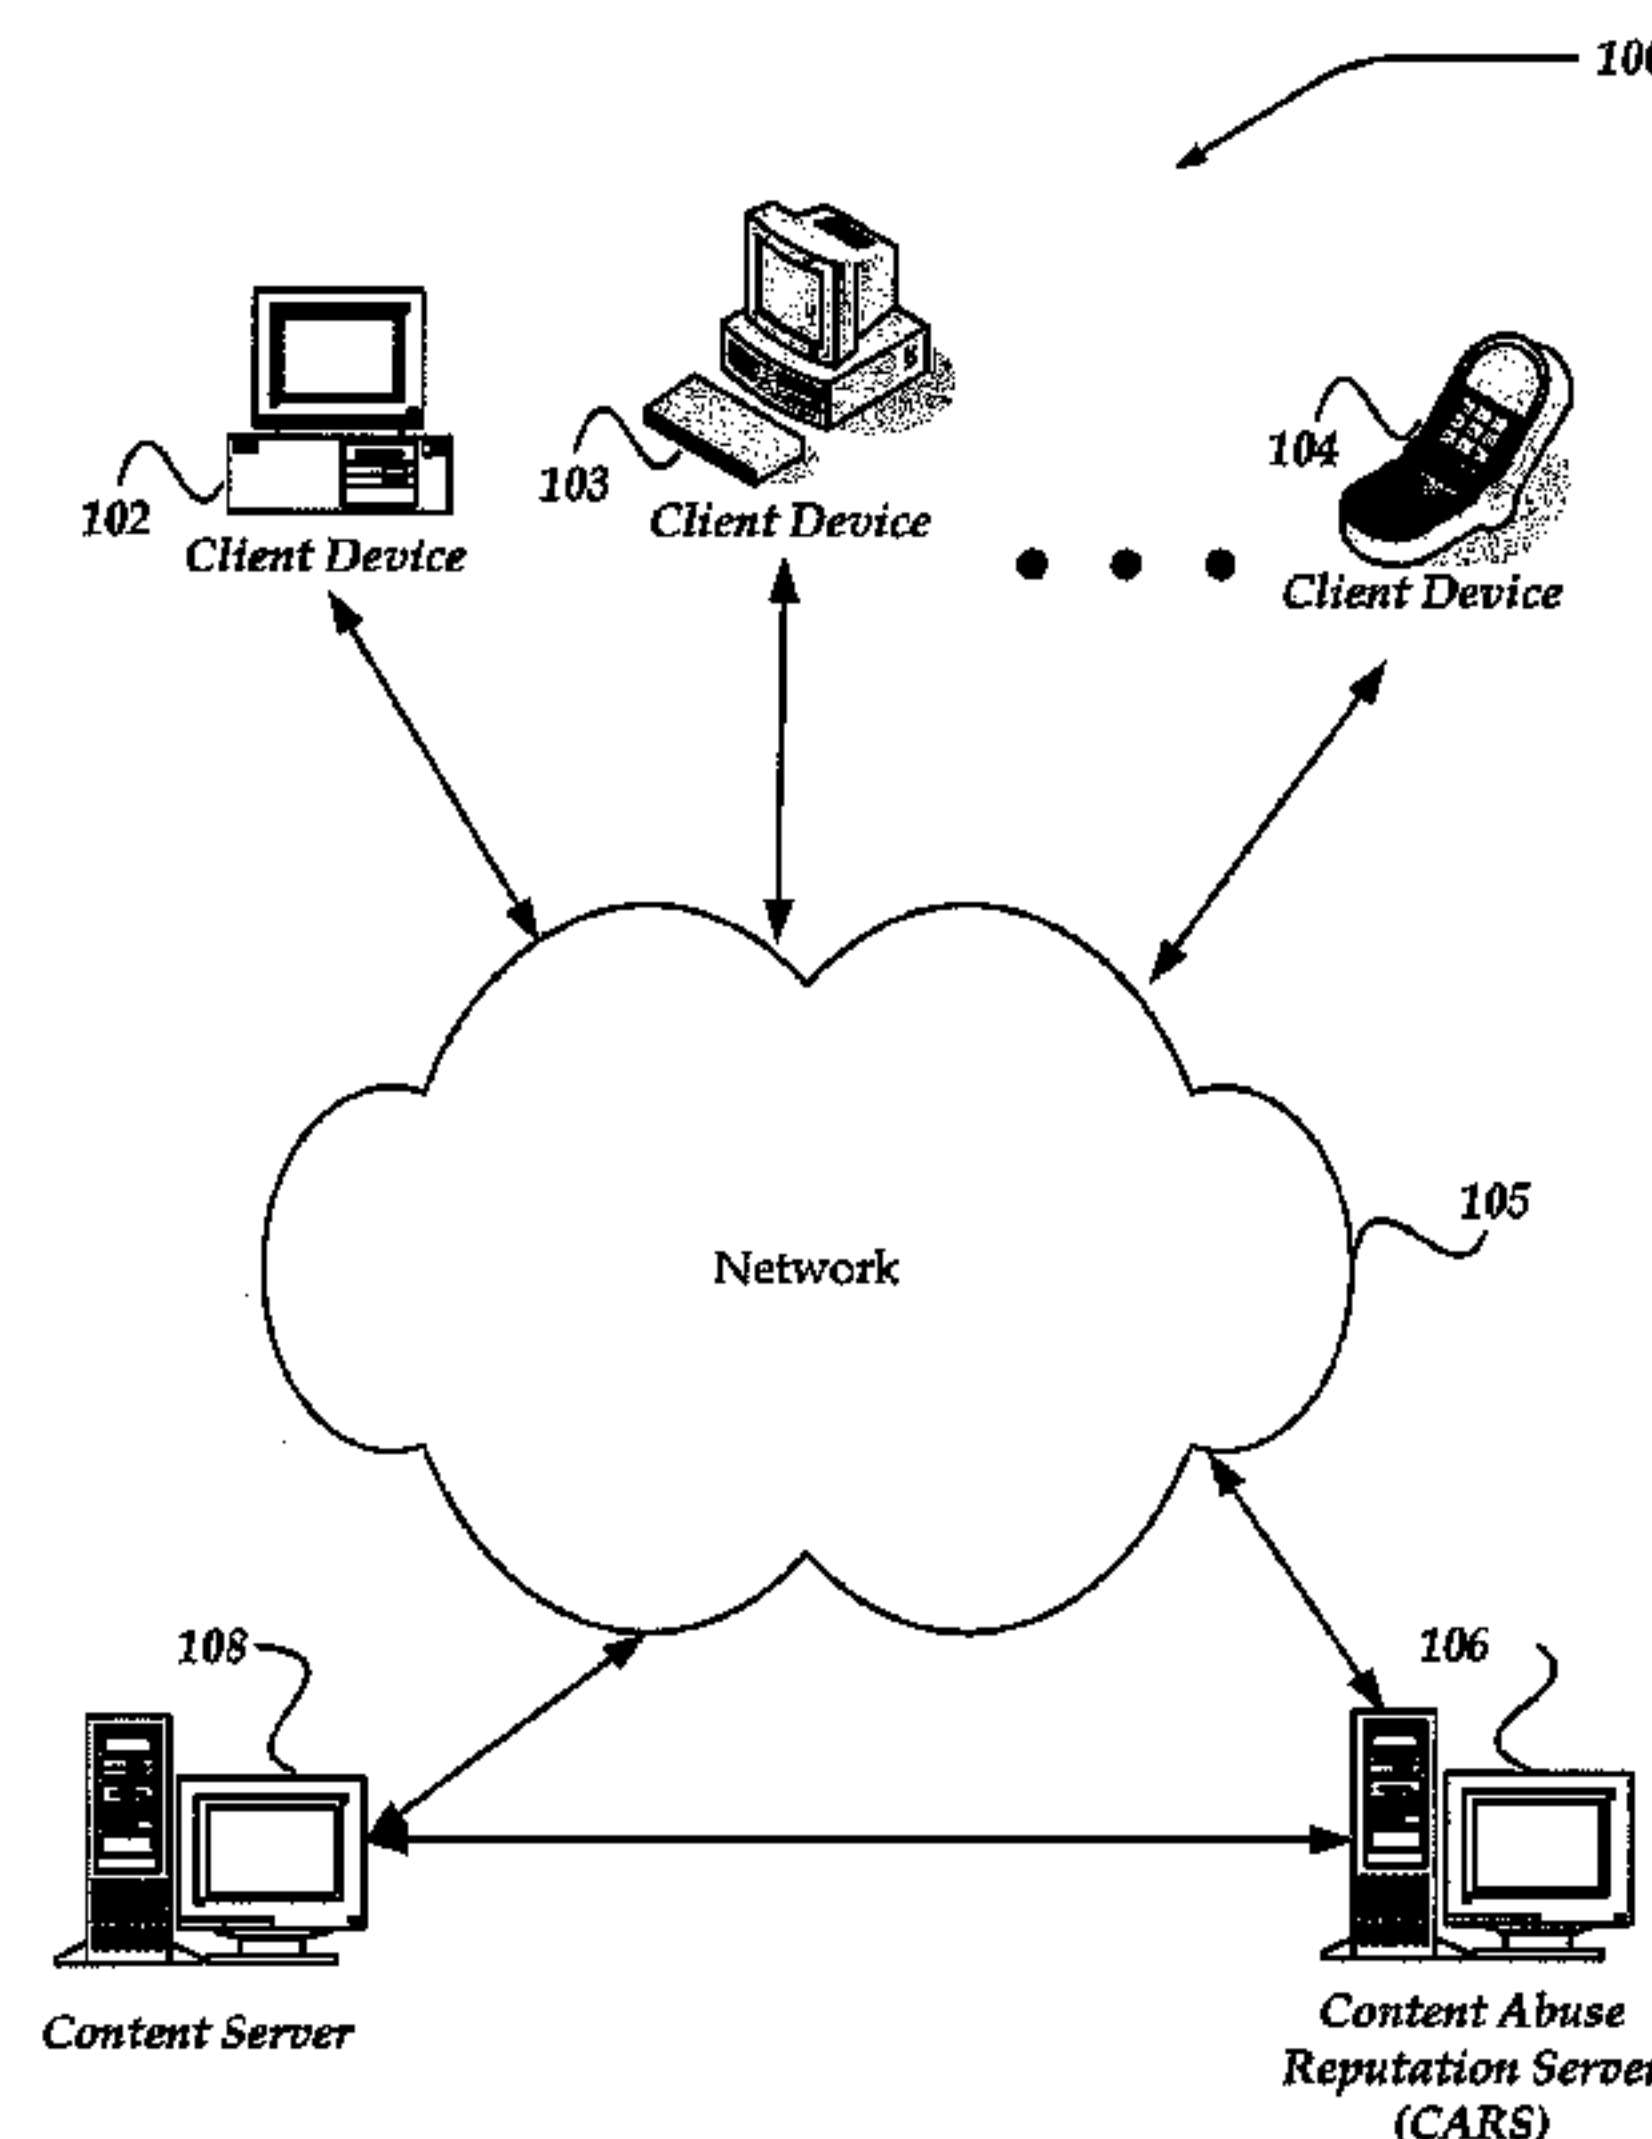 100
102
Client Device
103
Client Device
104
Client Device
Network
105
108
106
Content Server
Content Abuse
Reputation Server
(CARS)